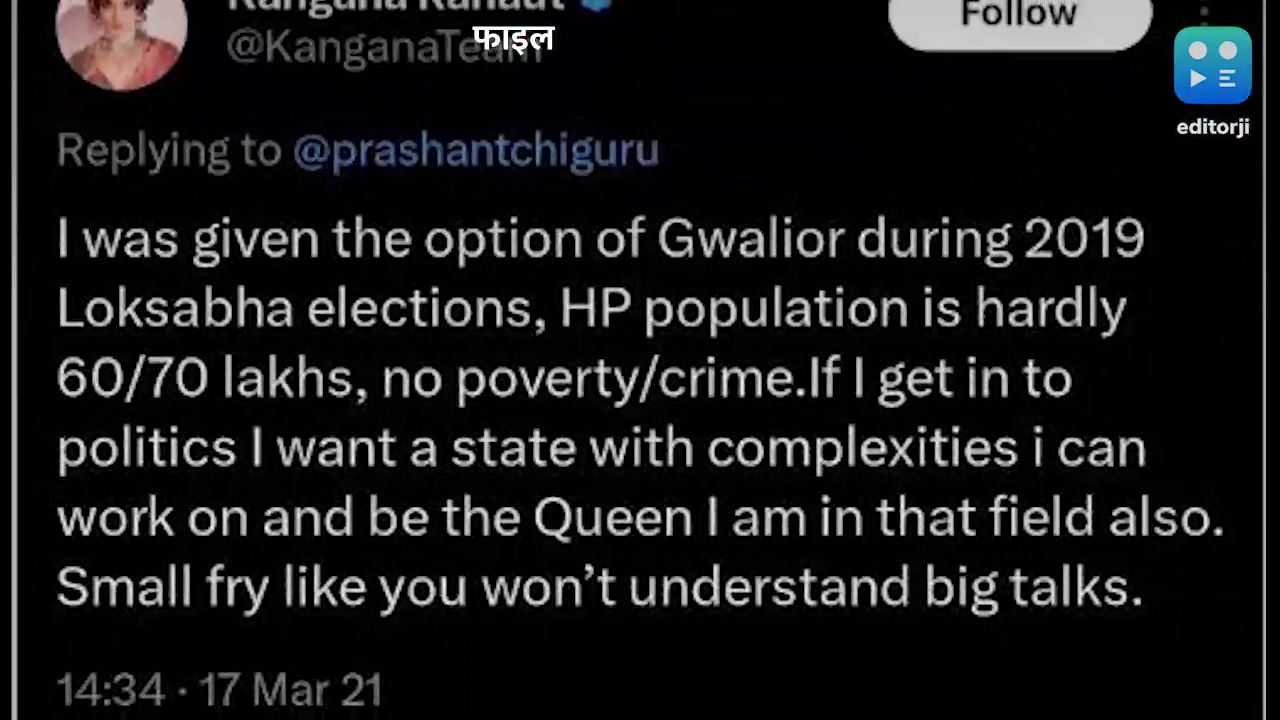 Kangana Ranaut
Follow
@KanganaTeam
फाइल
editorji
Replying to @prashantchiguru
I was given the option of Gwalior during 2019
Loksabha elections, HP population is hardly
60/70 lakhs, no poverty/crime.If I get in to
politics I want a state with complexities i can
work on and be the Queen I am in that field also.
Small fry like you won’t understand big talks.
14:34 · 17 Mar 21